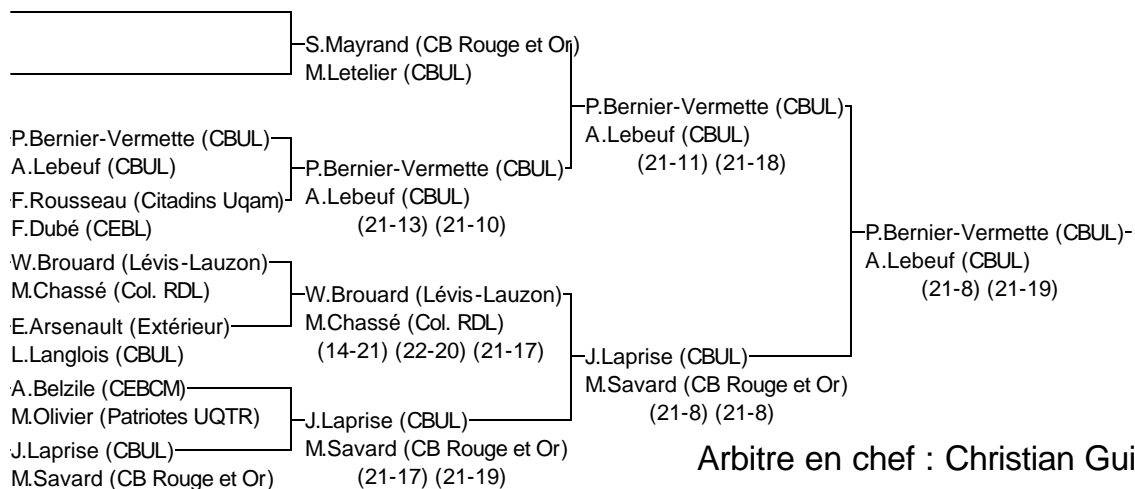 S.Mayrand (CB Rouge et Or)
M.Letelier (CBUL)
P.Bernier-Vermette (CBUL)
A.Lebeuf (CBUL)
(21-11) (21-18)
P.Bernier-Vermette (CBUL)
A.Lebeuf (CBUL)
F.Rousseau (Citadins Uqam)
F.Dubé (CEBL)
P.Bernier-Vermette (CBUL)
A.Lebeuf (CBUL)
(21-13) (21-10)
P.Bernier-Vermette (CBUL)
A.Lebeuf (CBUL)
(21-8) (21-19)
W.Brouard (Lévis-Lauzon)
M.Chassé (Col. RDL)
E.Arsenault (Extérieur)
L.Langlois (CBUL)
W.Brouard (Lévis-Lauzon)
M.Chassé (Col. RDL)
(14-21) (22-20) (21-17)
J.Laprise (CBUL)
M.Savard (CB Rouge et Or)
(21-8) (21-8)
A.Belzile (CEBCM)
M.Olivier (Patriotes UQTR)
J.Laprise (CBUL)
M.Savard (CB Rouge et Or)
J.Laprise (CBUL)
M.Savard (CB Rouge et Or)
(21-17) (21-19)
Arbitre en chef : Christian Gui